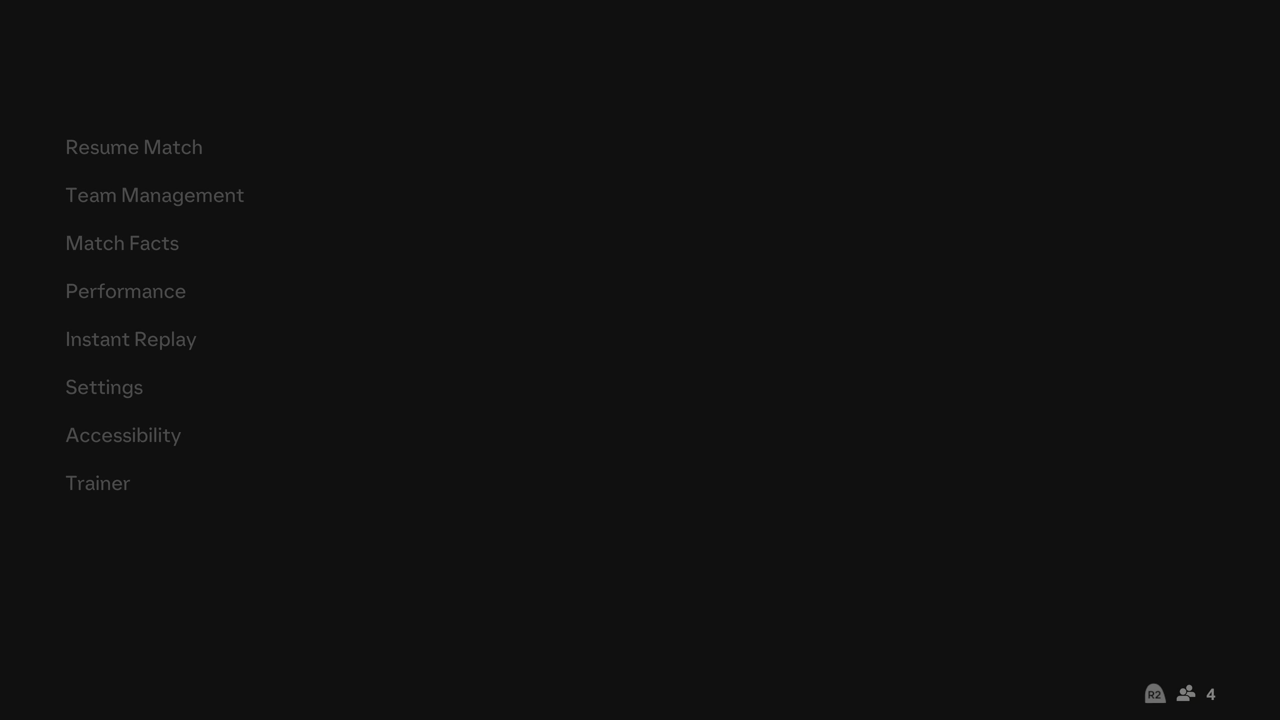 Resume Match
Team Management
Match Facts
Performance
Instant Replay
Settings
Accessibility
Trainer
R2 4